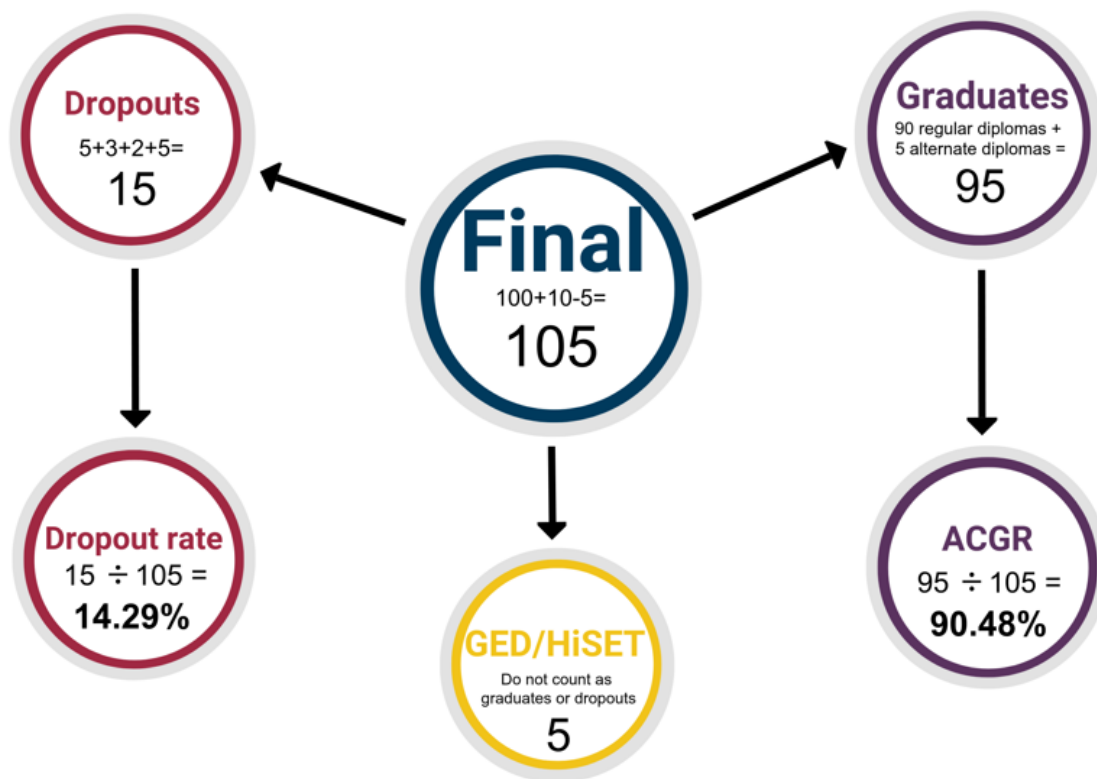 Dropouts
5+3+2+5=
15
Graduates
90 regular diplomas +
5 alternate diplomas =
95
Final
100+10-5=
105
Dropout rate
15 ÷ 105 =
14.29%
GED/HiSET
Do not count as
graduates or dropouts
5
ACGR
95 ÷ 105 =
90.48%